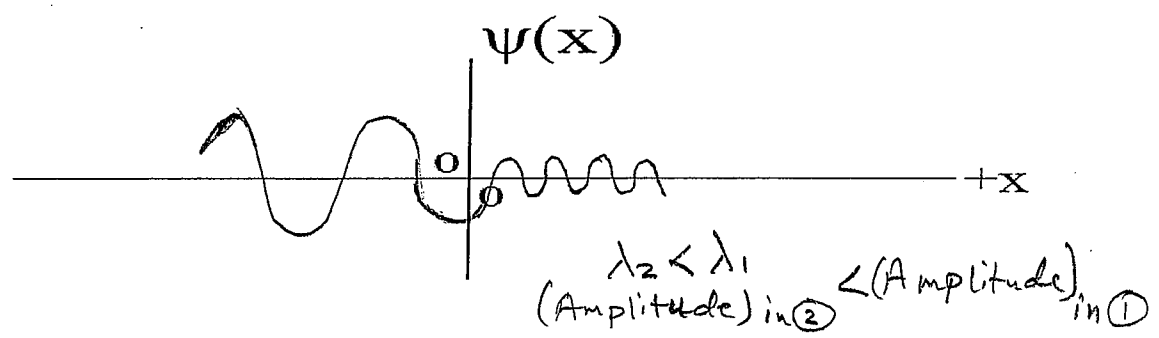 ψ(x)
O
O
+x
λ₂ < λ₁
(Amplitude) in ② < (Amplitude) in ①